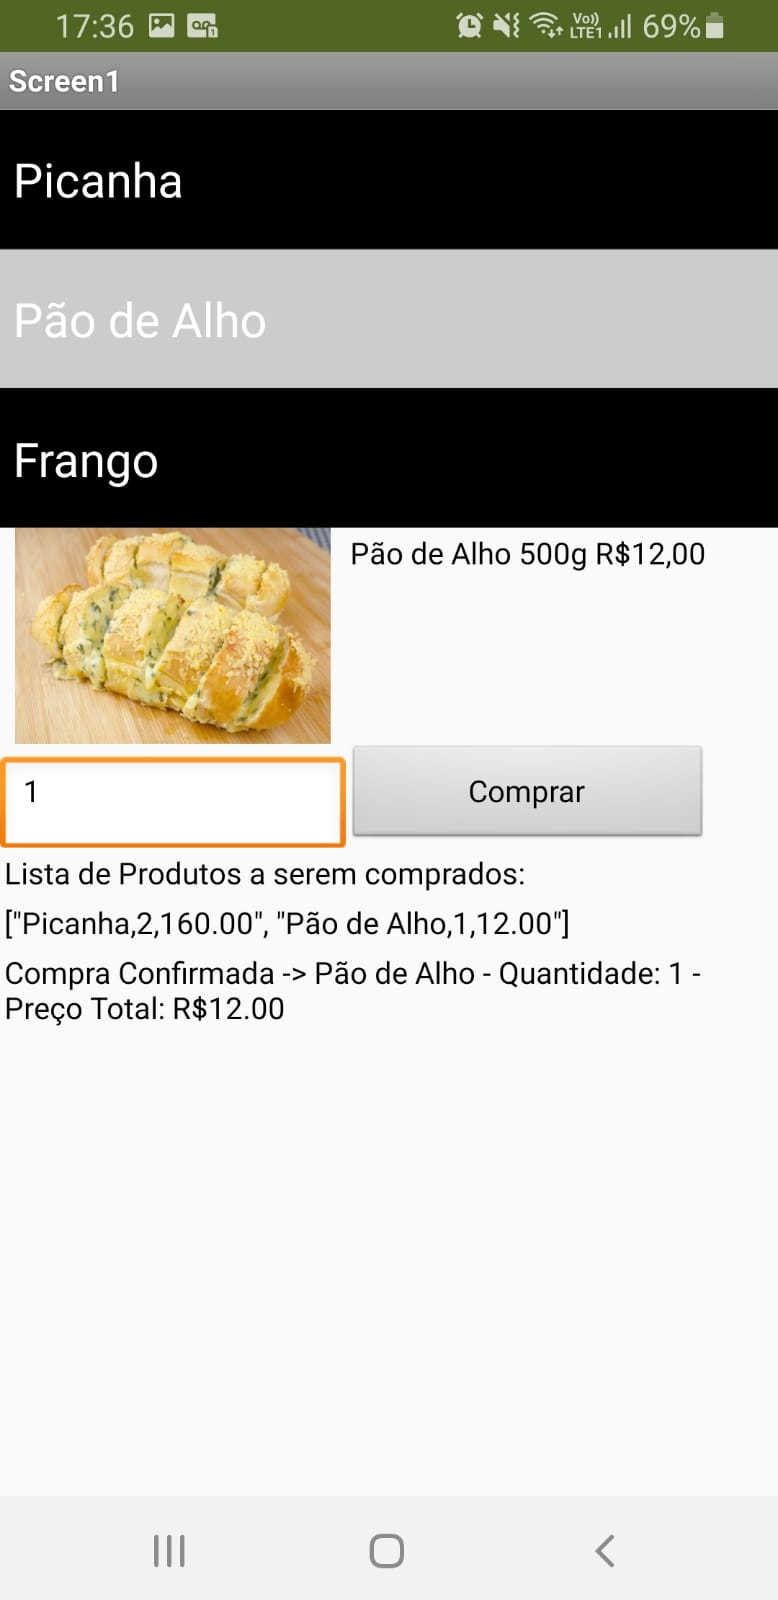 17:36
Vo))
LTE1
69%
Screen1
Picanha
Pão de Alho
Frango
Pão de Alho 500g R$12,00
1
Comprar
Lista de Produtos a serem comprados:
["Picanha,2,160.00", "Pão de Alho,1,12.00"]
Compra Confirmada -> Pão de Alho - Quantidade: 1 -
Preço Total: R$12.00